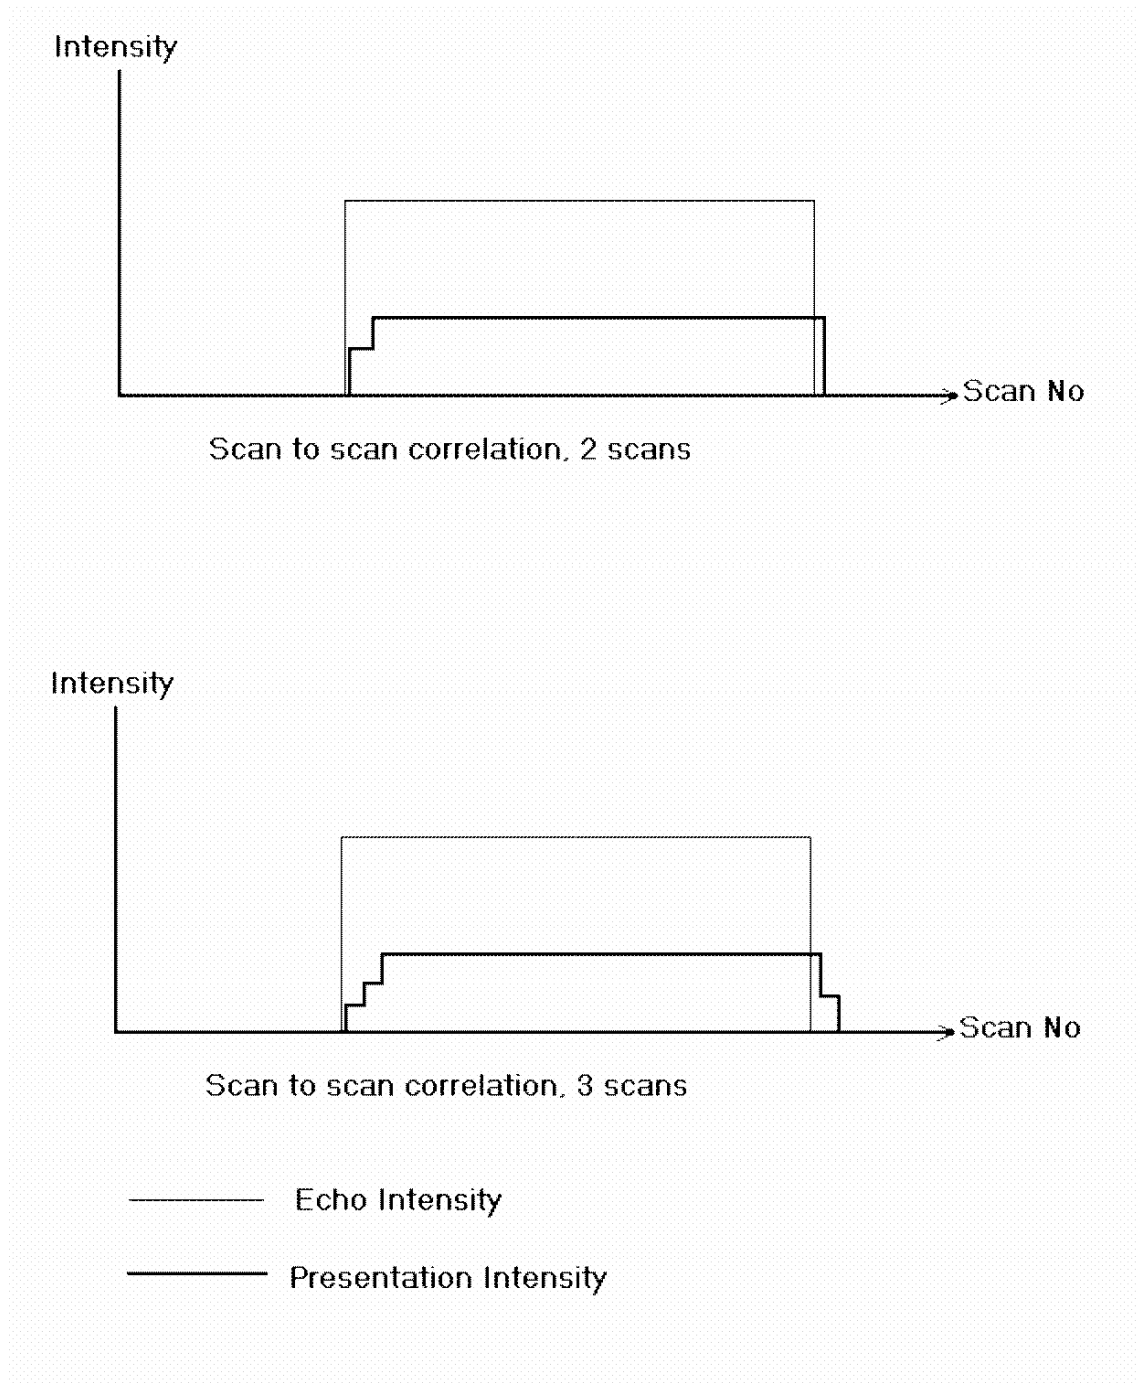 Intensity
Scan No
Scan to scan correlation, 2 scans
Intensity
Scan No
Scan to scan correlation, 3 scans
Echo Intensity
Presentation Intensity